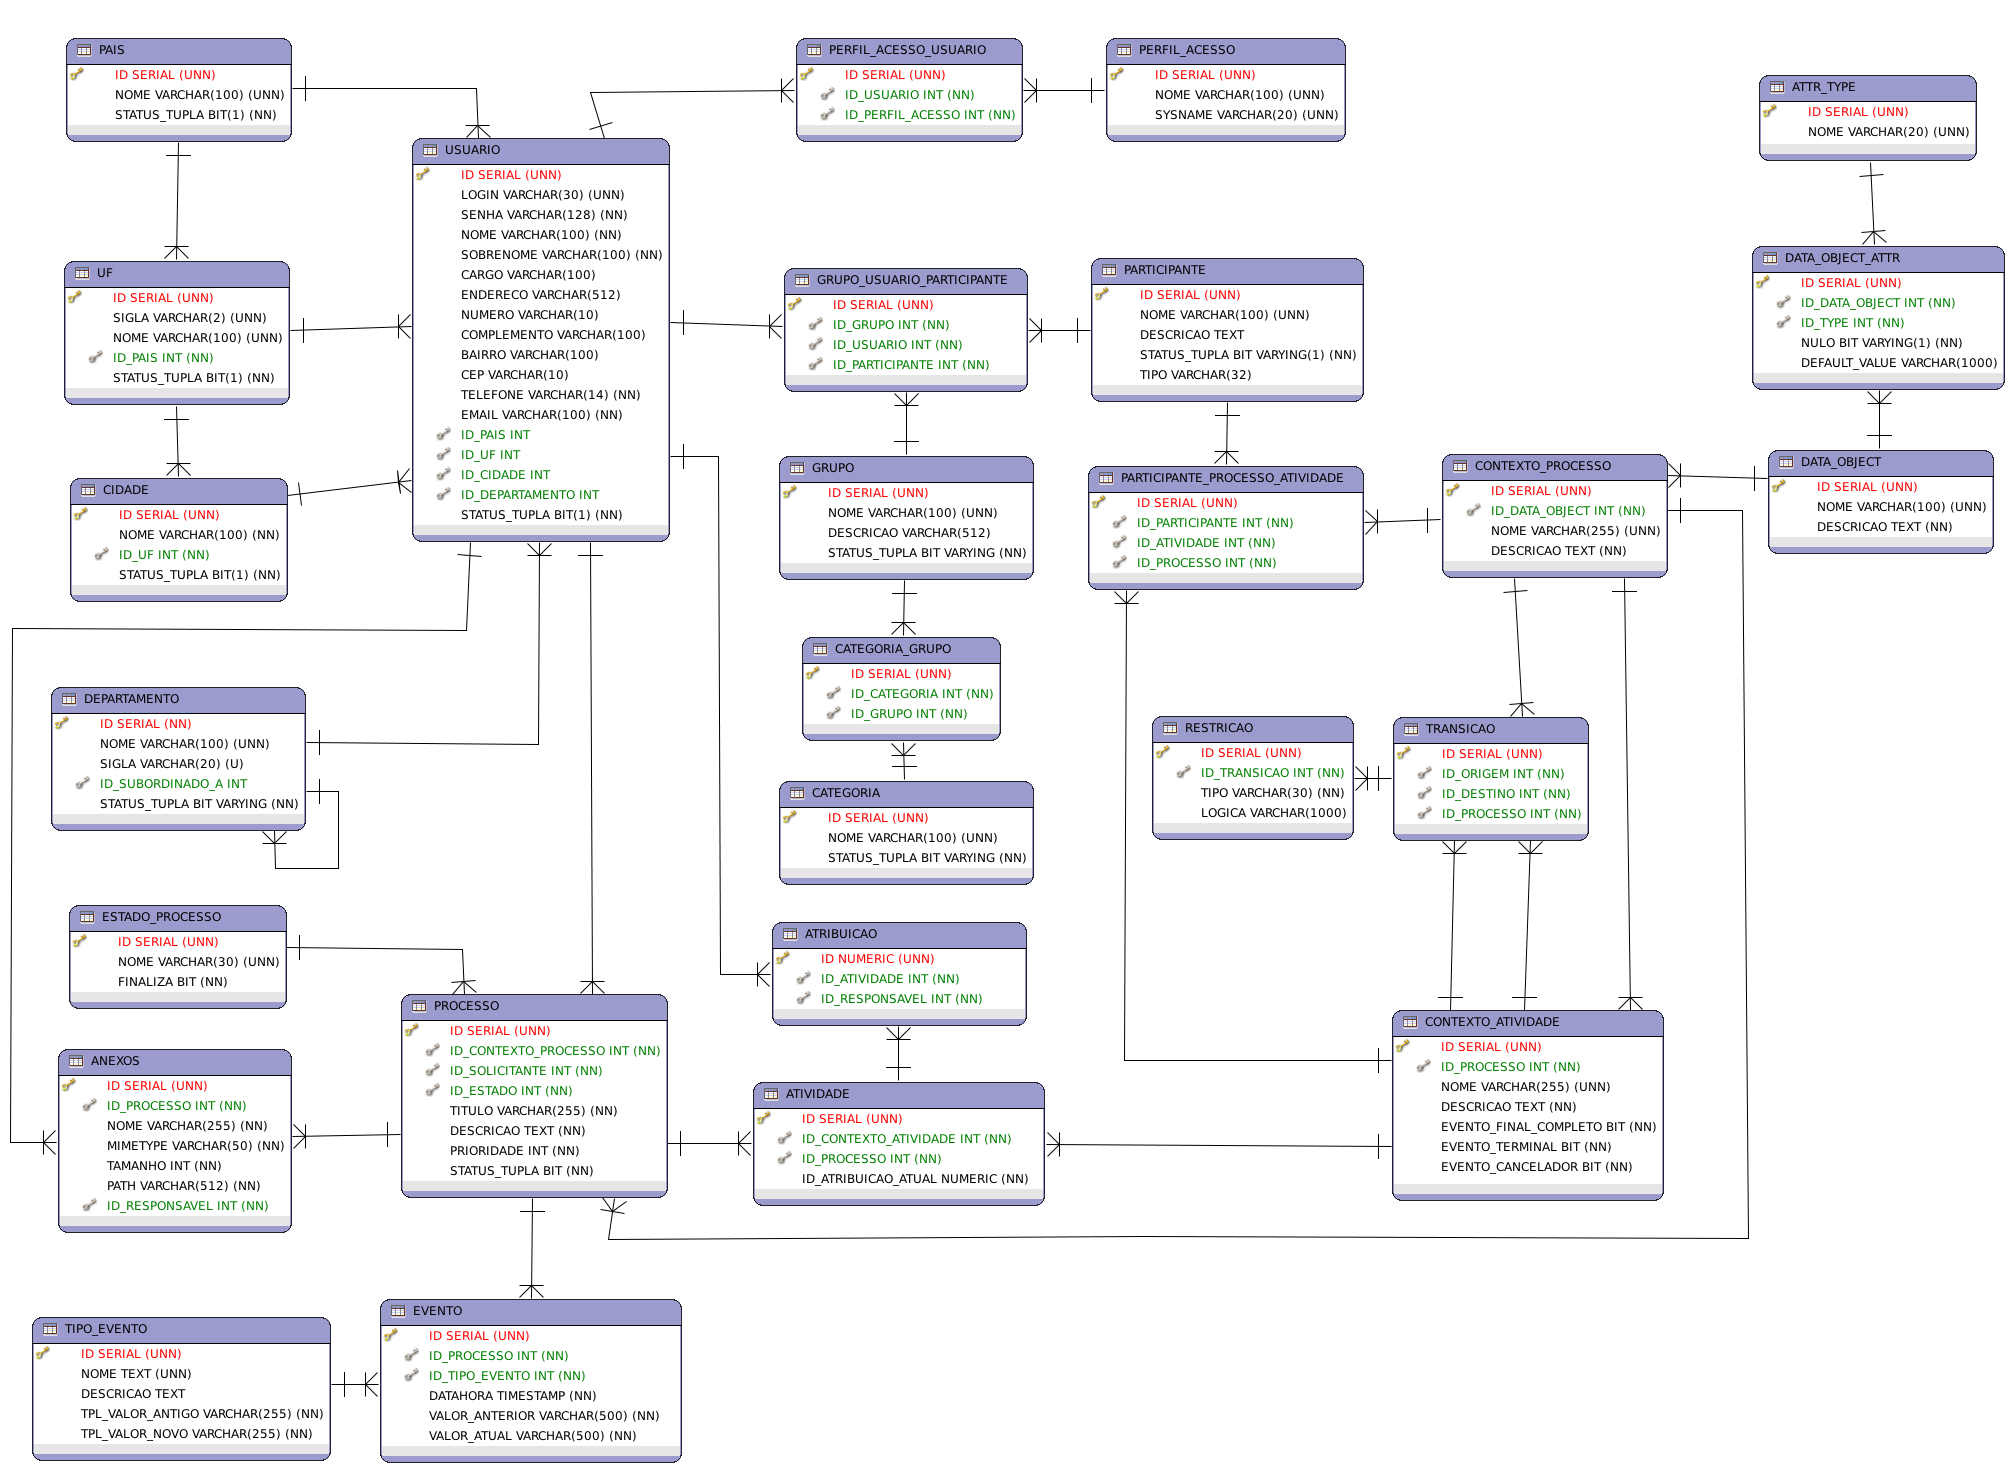 PAIS
ID SERIAL (UNN)
NOME VARCHAR(100) (UNN)
STATUS_TUPLA BIT(1) (NN)
PERFIL_ACESSO_USUARIO
ID SERIAL (UNN)
ID_USUARIO INT (NN)
ID_PERFIL_ACESSO INT (NN)
PERFIL_ACESSO
ID SERIAL (UNN)
NOME VARCHAR(100) (UNN)
SYSNAME VARCHAR(20) (UNN)
ATTR_TYPE
ID SERIAL (UNN)
NOME VARCHAR(20) (UNN)
USUARIO
ID SERIAL (UNN)
LOGIN VARCHAR(30) (UNN)
SENHA VARCHAR(128) (NN)
NOME VARCHAR(100) (NN)
SOBRENOME VARCHAR(100) (NN)
CARGO VARCHAR(100)
ENDERECO VARCHAR(512)
NUMERO VARCHAR(10)
COMPLEMENTO VARCHAR(100)
BAIRRO VARCHAR(100)
CEP VARCHAR(10)
TELEFONE VARCHAR(14) (NN)
EMAIL VARCHAR(100) (NN)
ID_PAIS INT
ID_UF INT
ID_CIDADE INT
ID_DEPARTAMENTO INT
STATUS_TUPLA BIT(1) (NN)
UF
ID SERIAL (UNN)
SIGLA VARCHAR(2) (UNN)
NOME VARCHAR(100) (UNN)
ID_PAIS INT (NN)
STATUS_TUPLA BIT(1) (NN)
GRUPO_USUARIO_PARTICIPANTE
ID SERIAL (UNN)
ID_GRUPO INT (NN)
ID_USUARIO INT (NN)
ID_PARTICIPANTE INT (NN)
PARTICIPANTE
ID SERIAL (UNN)
NOME VARCHAR(100) (UNN)
DESCRICAO TEXT
STATUS_TUPLA BIT VARYING(1) (NN)
TIPO VARCHAR(32)
DATA_OBJECT_ATTR
ID SERIAL (UNN)
ID_DATA_OBJECT INT (NN)
ID_TYPE INT (NN)
NULO BIT VARYING(1) (NN)
DEFAULT_VALUE VARCHAR(1000)
CIDADE
ID SERIAL (UNN)
NOME VARCHAR(100) (NN)
ID_UF INT (NN)
STATUS_TUPLA BIT(1) (NN)
GRUPO
ID SERIAL (UNN)
NOME VARCHAR(100) (UNN)
DESCRICAO VARCHAR(512)
STATUS_TUPLA BIT VARYING (NN)
PARTICIPANTE_PROCESSO_ATIVIDADE
ID SERIAL (UNN)
ID_PARTICIPANTE INT (NN)
ID_ATIVIDADE INT (NN)
ID_PROCESSO INT (NN)
CONTEXTO_PROCESSO
ID SERIAL (UNN)
ID_DATA_OBJECT INT (NN)
NOME VARCHAR(255) (UNN)
DESCRICAO TEXT (NN)
DATA_OBJECT
ID SERIAL (UNN)
NOME VARCHAR(100) (UNN)
DESCRICAO TEXT (NN)
CATEGORIA_GRUPO
ID SERIAL (UNN)
ID_CATEGORIA INT (NN)
ID_GRUPO INT (NN)
DEPARTAMENTO
ID SERIAL (NN)
NOME VARCHAR(100) (UNN)
SIGLA VARCHAR(20) (U)
ID_SUBORDINADO_A INT
STATUS_TUPLA BIT VARYING (NN)
RESTRICAO
ID SERIAL (UNN)
ID_TRANSICAO INT (NN)
TIPO VARCHAR(30) (NN)
LOGICA VARCHAR(1000)
TRANSICAO
ID SERIAL (UNN)
ID_ORIGEM INT (NN)
ID_DESTINO INT (NN)
ID_PROCESSO INT (NN)
CATEGORIA
ID SERIAL (UNN)
NOME VARCHAR(100) (UNN)
STATUS_TUPLA BIT VARYING (NN)
ESTADO_PROCESSO
ID SERIAL (UNN)
NOME VARCHAR(30) (UNN)
FINALIZA BIT (NN)
ATRIBUICAO
ID NUMERIC (UNN)
ID_ATIVIDADE INT (NN)
ID_RESPONSAVEL INT (NN)
PROCESSO
ID SERIAL (UNN)
ID_CONTEXTO_PROCESSO INT (NN)
ID_SOLICITANTE INT (NN)
ID_ESTADO INT (NN)
TITULO VARCHAR(255) (NN)
DESCRICAO TEXT (NN)
PRIORIDADE INT (NN)
STATUS_TUPLA BIT (NN)
CONTEXTO_ATIVIDADE
ID SERIAL (UNN)
ID_PROCESSO INT (NN)
NOME VARCHAR(255) (UNN)
DESCRICAO TEXT (NN)
EVENTO_FINAL_COMPLETO BIT (NN)
EVENTO_TERMINAL BIT (NN)
EVENTO_CANCELADOR BIT (NN)
ANEXOS
ID SERIAL (UNN)
ID_PROCESSO INT (NN)
NOME VARCHAR(255) (NN)
MIMETYPE VARCHAR(50) (NN)
TAMANHO INT (NN)
PATH VARCHAR(512) (NN)
ID_RESPONSAVEL INT (NN)
ATIVIDADE
ID SERIAL (UNN)
ID_CONTEXTO_ATIVIDADE INT (NN)
ID_PROCESSO INT (NN)
ID_ATRIBUICAO_ATUAL NUMERIC (NN)
EVENTO
ID SERIAL (UNN)
ID_PROCESSO INT (NN)
ID_TIPO_EVENTO INT (NN)
DATAHORA TIMESTAMP (NN)
VALOR_ANTERIOR VARCHAR(500) (NN)
VALOR_ATUAL VARCHAR(500) (NN)
TIPO_EVENTO
ID SERIAL (UNN)
NOME TEXT (UNN)
DESCRICAO TEXT
TPL_VALOR_ANTIGO VARCHAR(255) (NN)
TPL_VALOR_NOVO VARCHAR(255) (NN)